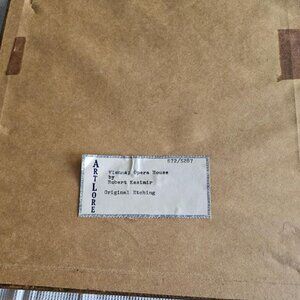 672/5287
ART LORE
Vienna; Opera House
by
Robert Kasimir
Original Etching